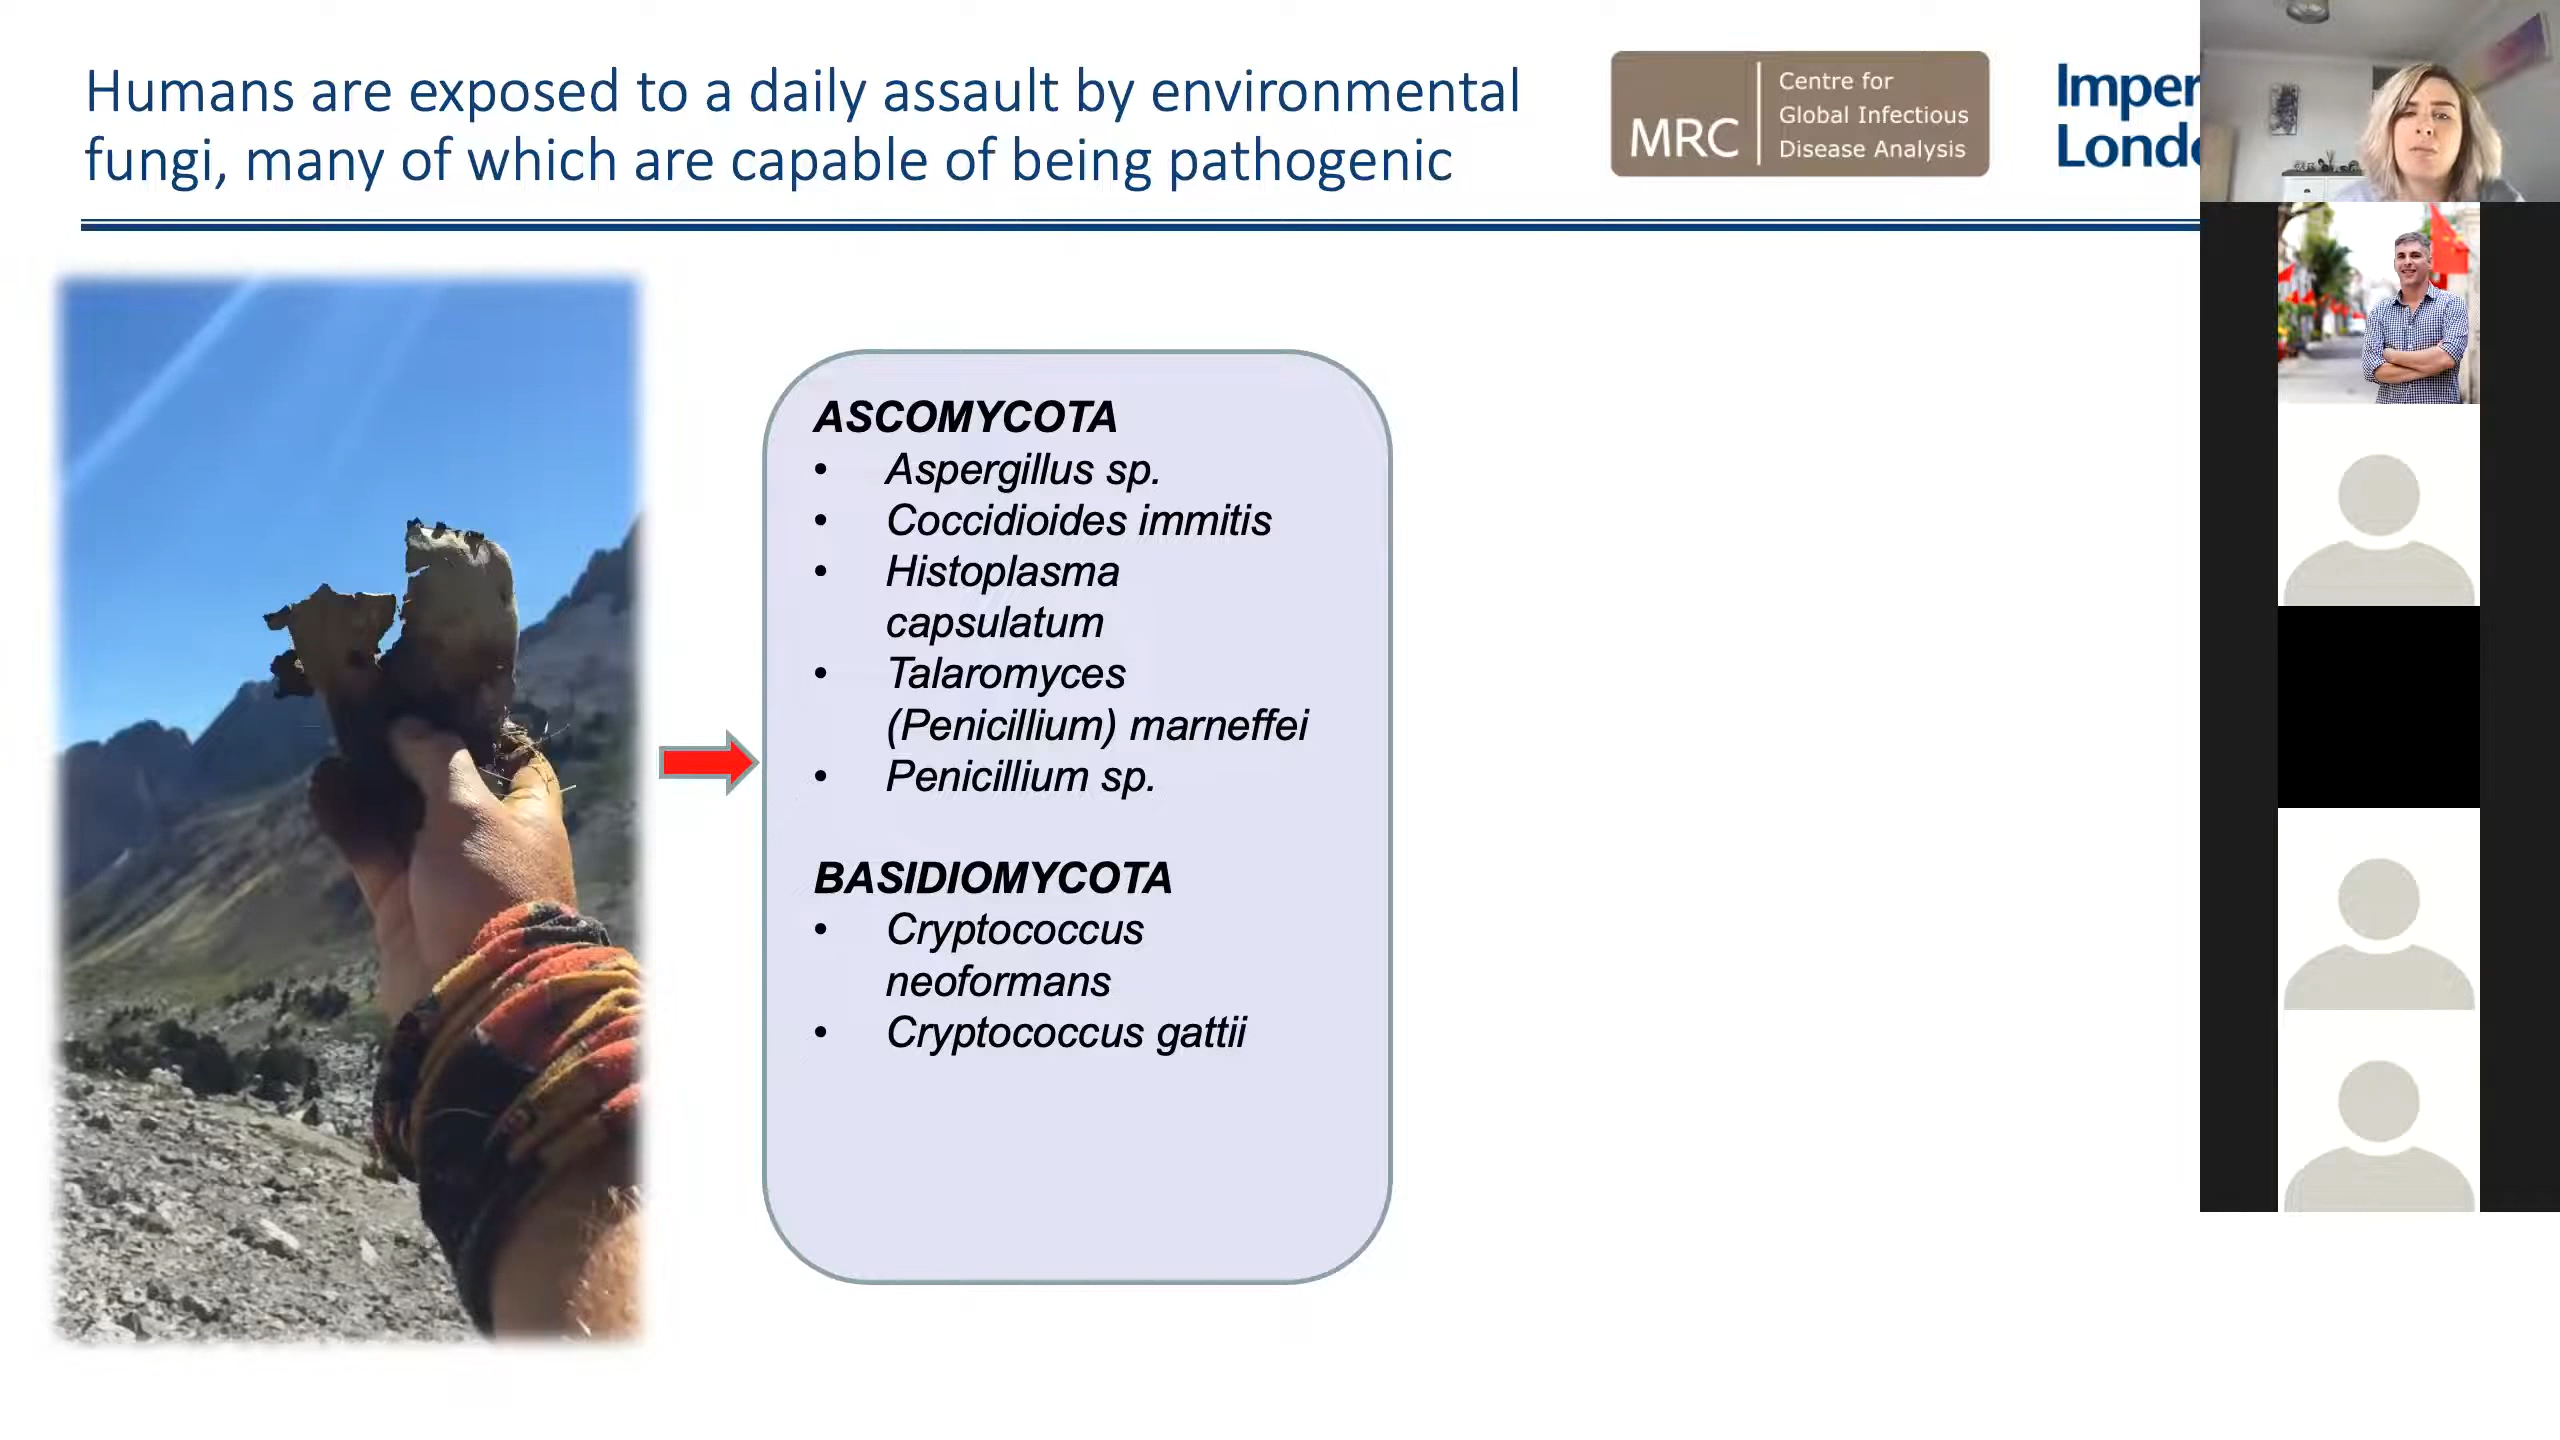 Humans are exposed to a daily assault by environmental
fungi, many of which are capable of being pathogenic
MRC
Centre for
Global Infectious
Disease Analysis
Imper
Londo
ASCOMYCOTA
• Aspergillus sp.
• Coccidioides immitis
• Histoplasma
capsulatum
• Talaromyces
(Penicillium) marneffei
• Penicillium sp.
BASIDIOMYCOTA
• Cryptococcus
neoformans
• Cryptococcus gattii